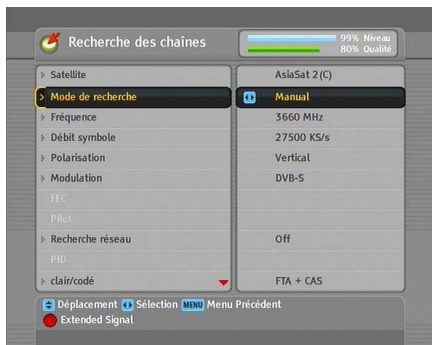 Recherche des chaînes
99% Niveau
80% Qualité
Satellite AsiaSat 2(C)
Mode de recherche Manual
Fréquence 3660 MHz
Débit symbole 27500 KS/s
Polarisation Vertical
Modulation DVB-S
FEC
Pilot
Recherche réseau Off
PID
clair/codé FTA + CAS
Déplacement Sélection MENU Menu Précédent
Extended Signal